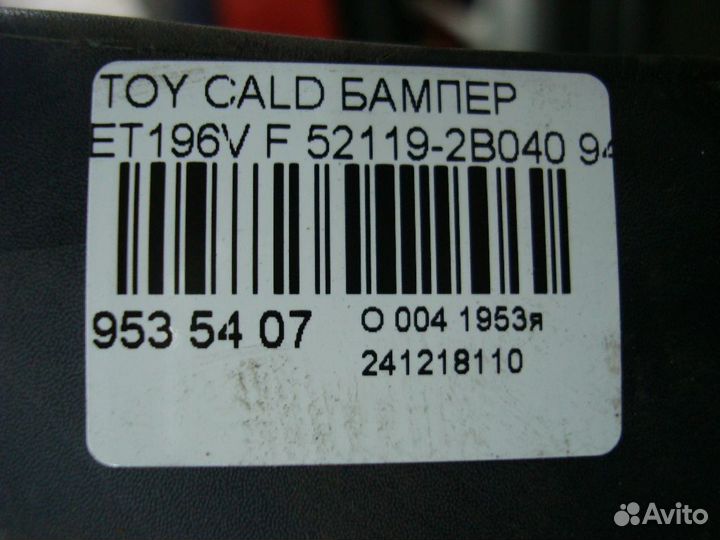 TOY CALD БАМПЕР
ET196V F 52119-2B040 94
953 54 07
O 004 1953я
241218110
Avito